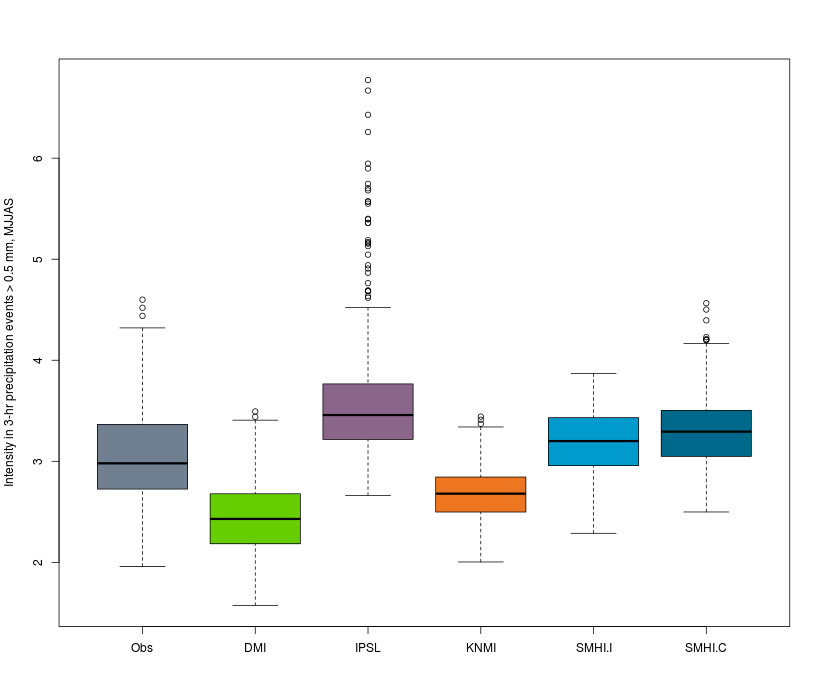 Intensity in 3-hr precipitation events > 0.5 mm, MJJAS
6
5
4
3
2
Obs DMI IPSL KNMI SMHI.I SMHI.C